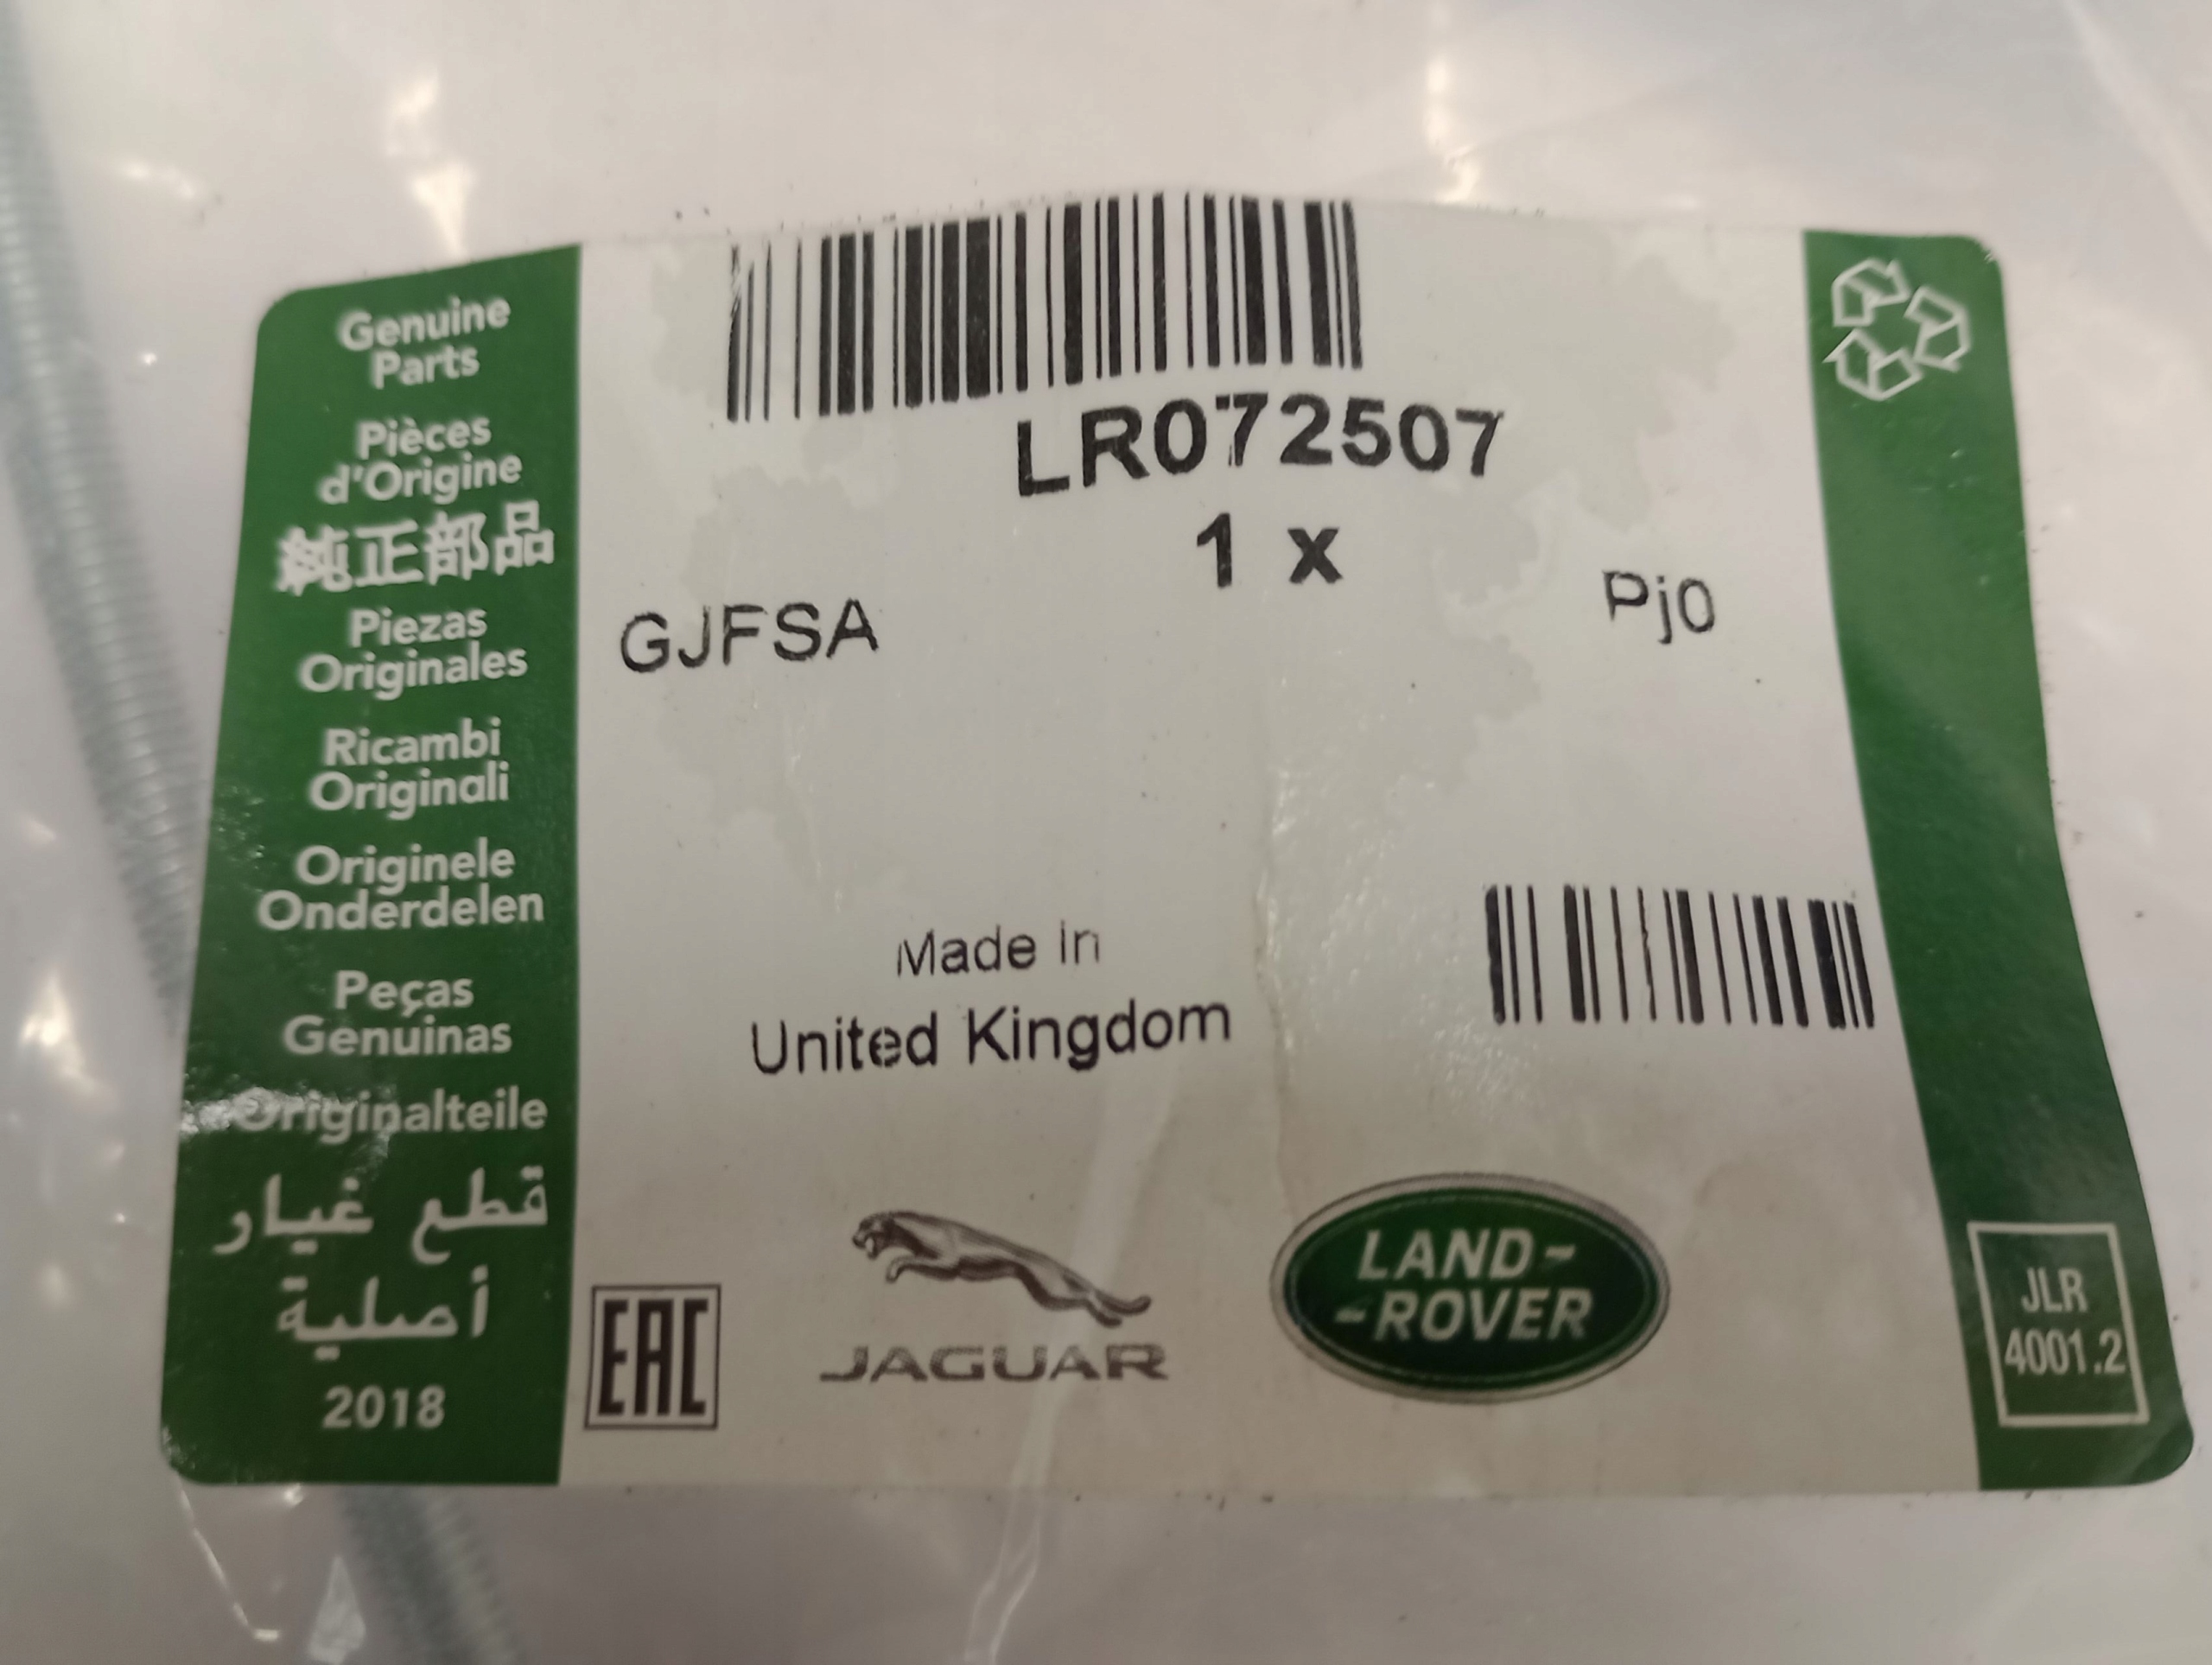 Genuine
Parts
Pièces
d'Origine
純正部品
Piezas
Originales
Ricambi
Originali
Originele
Onderdelen
Peças
Genuinas
Originalteile
قطع غيار
أصلية
2018
LR072507
1 x
GJFSA
Pj0
Made in
United Kingdom
EAC
JAGUAR
LAND-
-ROVER
JLR
4001.2